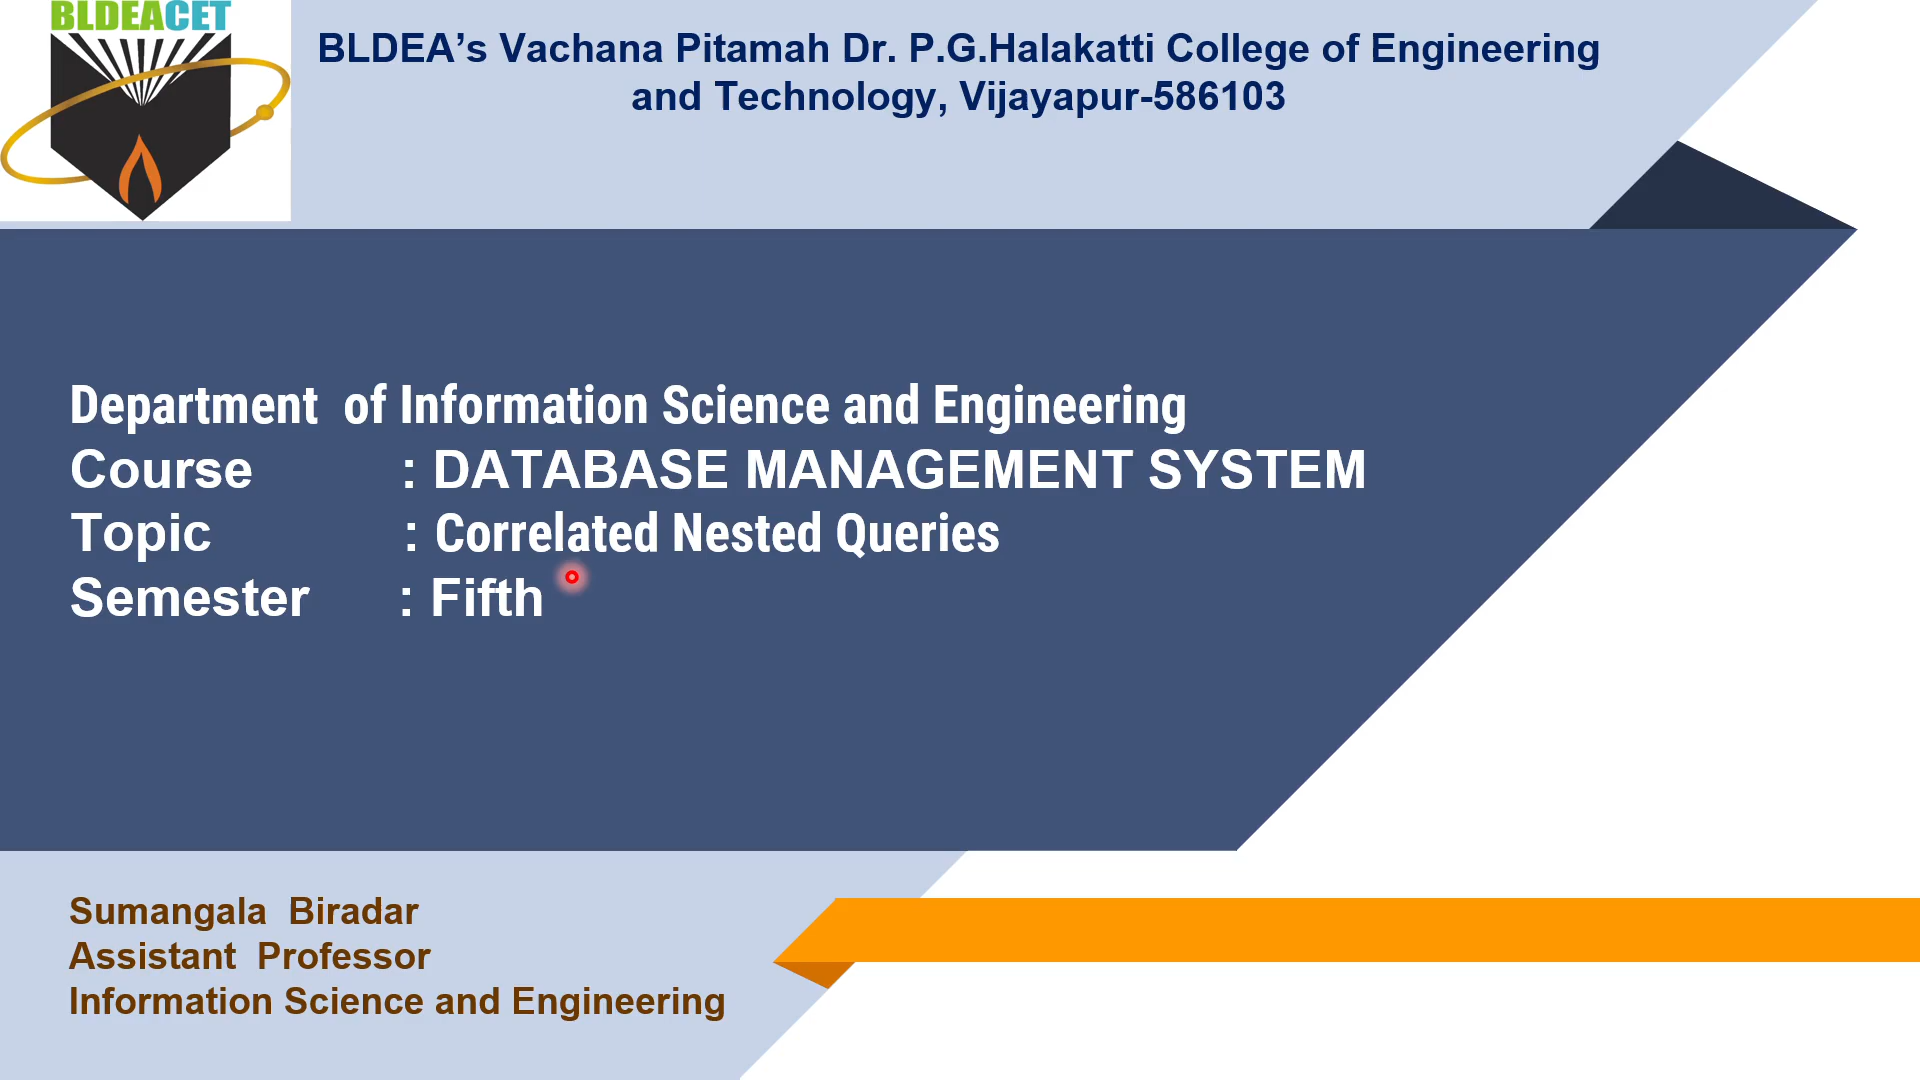 BLDEACET
BLDEA’s Vachana Pitamah Dr. P.G.Halakatti College of Engineering
and Technology, Vijayapur-586103
Department of Information Science and Engineering
Course : DATABASE MANAGEMENT SYSTEM
Topic : Correlated Nested Queries
Semester : Fifth
Sumangala Biradar
Assistant Professor
Information Science and Engineering